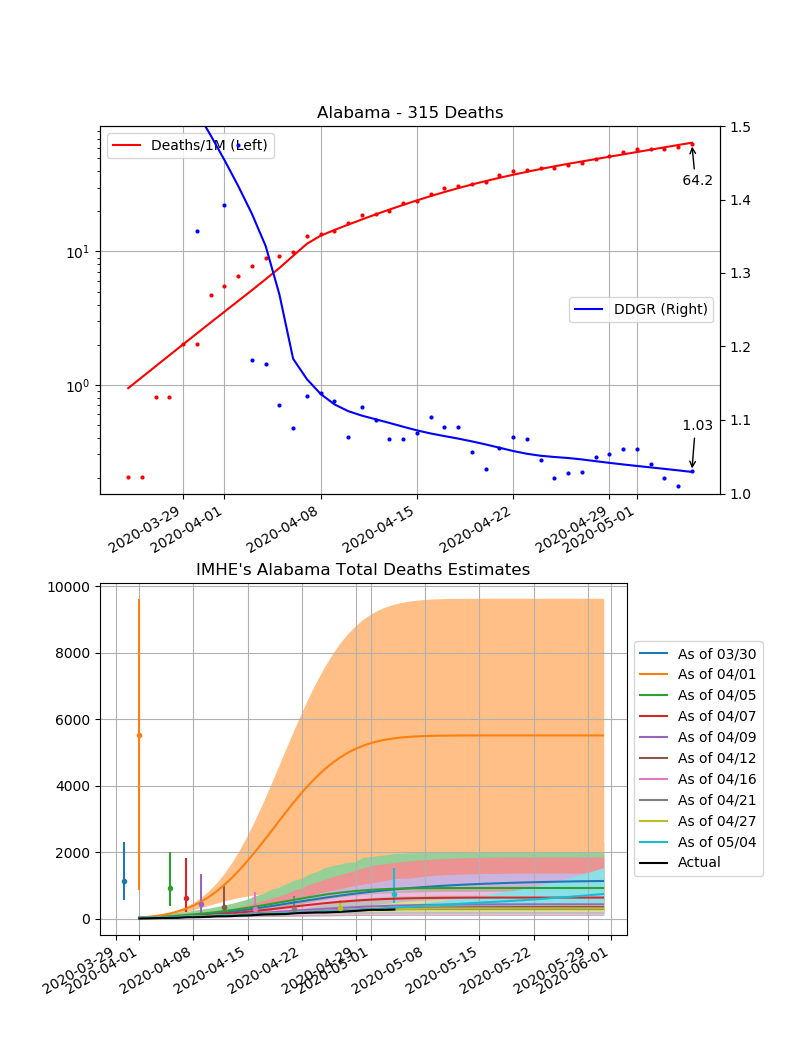 Alabama - 315 Deaths
Deaths/1M (Left)
1.5
64.2
1.4
10¹
1.3
DDGR (Right)
1.2
10⁰
1.03
1.1
1.0
2020-03-29
2020-04-01
2020-04-08
2020-04-15
2020-04-22
2020-04-29
2020-05-01
IMHE's Alabama Total Deaths Estimates
10000
8000
6000
4000
2000
0
As of 03/30
As of 04/01
As of 04/05
As of 04/07
As of 04/09
As of 04/12
As of 04/16
As of 04/21
As of 04/27
As of 05/04
Actual
2020-03-29
2020-04-01
2020-04-08
2020-04-15
2020-04-22
2020-04-29
2020-05-01
2020-05-08
2020-05-15
2020-05-22
2020-05-29
2020-06-01